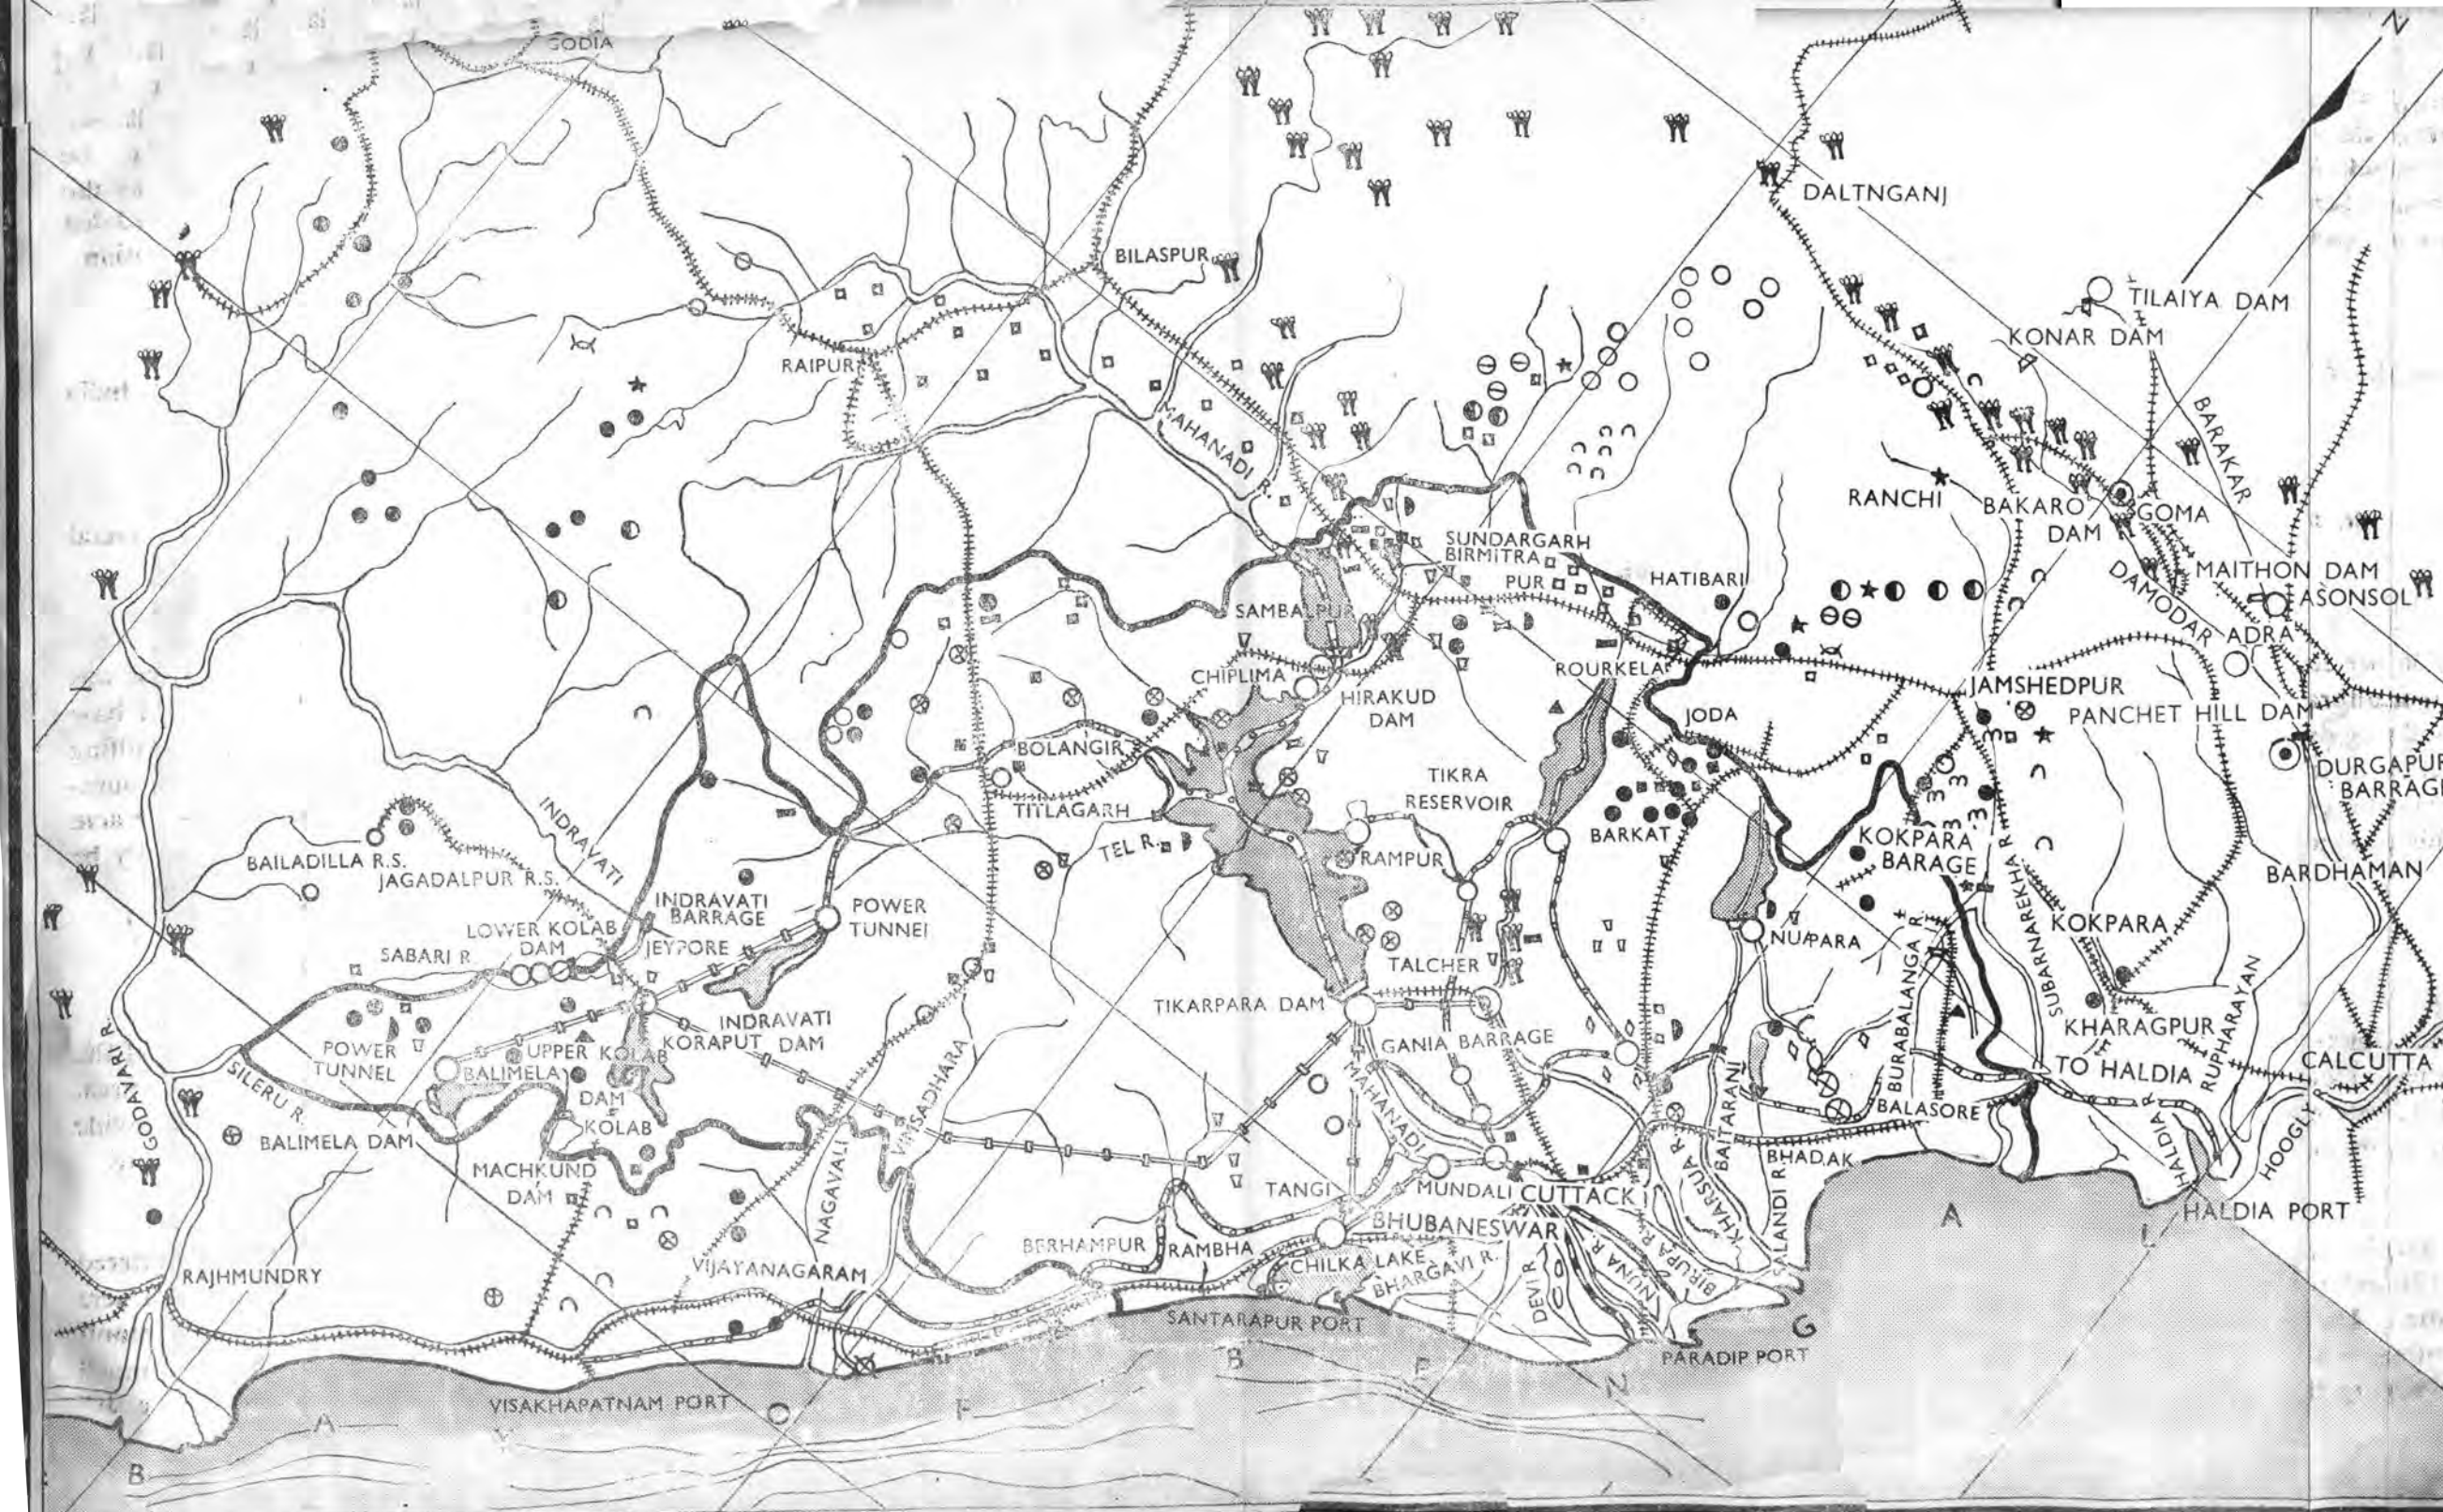 GODIA
N
DALTNGANJ
BILASPUR
TILAIYA DAM
KONAR DAM
RAIPUR
BARAKAR
MAHANADI R.
RANCHI
BAKARO
DAM
GOMA
SUNDARGARH
BIRMITRA
PUR
HATIBARI
MAITHON DAM
DAMODAR
ASONSOL
SAMBALPUR
ADRA
CHIPLIMA
ROURKELA
HIRAKUD
DAM
JAMSHEDPUR
PANCHET HILL DAM
JODA
BOLANGIR
TIKRA
RESERVOIR
DURGAPUR
BARRAGE
TITLAGARH
INDRAVATI
BARKAT
KOKPARA
BARAGE
TEL R.
RAMPUR
SUBARNAREKHA R.
BAILADILLA R.S.
JAGADALPUR R.S.
BARDHAMAN
INDRAVATI
BARRAGE
POWER
TUNNEL
LOWER KOLAB
DAM
JEYPORE
SABARI R.
KOKPARA
NUAPARA
BURABALANGA R.
TALCHER
TIKARPARA DAM
RUPHARAYAN
INDRAVATI
DAM
KORAPUT
KHARAGPUR
GODAVARI R.
POWER
TUNNEL
UPPER KOLAB
DAM
BALIMELA
GANIA BARRAGE
VMSADHARA
CALCUTTA
TO HALDIA
SILERU R.
MAHANADI
BAITARANI
BALASORE
KOLAB
BALIMELA DAM
HALDIA R.
HOOGLY R.
MACHKUND
DAM
BHADAK
NAGAVALI
TANGI
MUNDALI
CUTTACK
KHARSUA R.
SALANDI R.
HALDIA PORT
BHUBANESWAR
BERHAMPUR
RAMBHA
CHILKA LAKE
BHARGAVI R.
DEVI R.
NUNA R.
BIRUPA R.
VIJAYANAGARAM
RAJHMUNDRY
SANTARAPUR PORT
PARADIP PORT
VISAKHAPATNAM PORT
B A Y O F B E N G A L